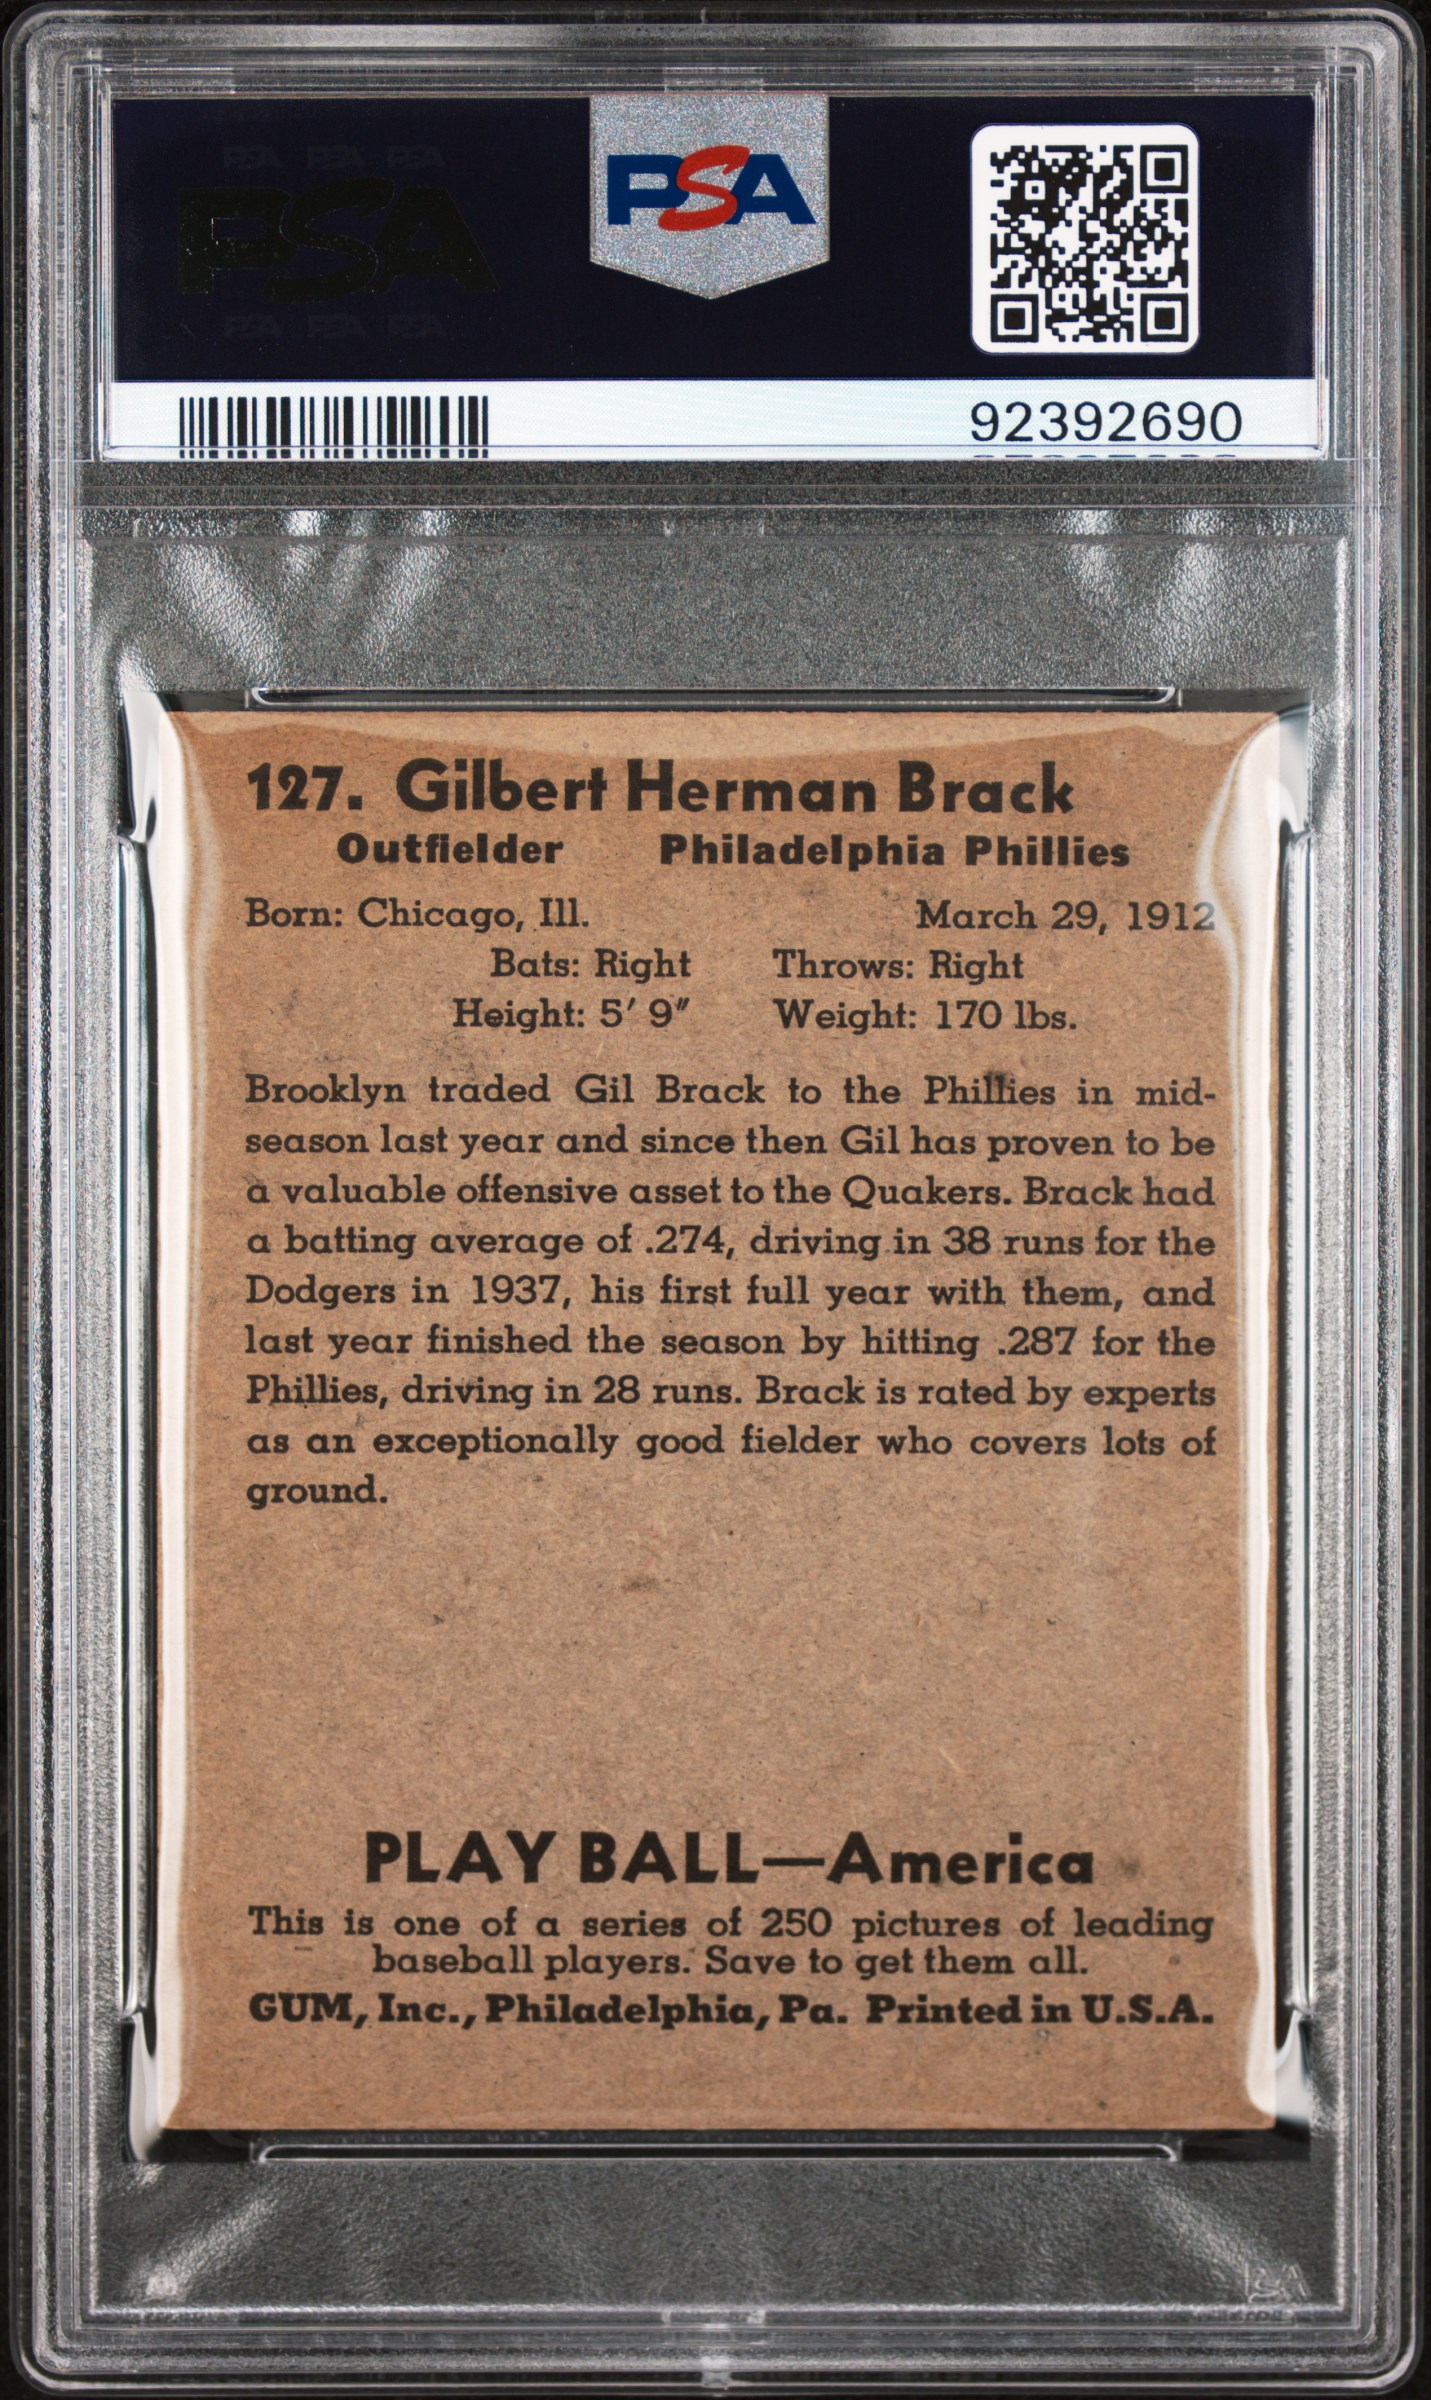 PSA PSA PSA
PSA
PSA PSA PSA
PSA
92392690
127. Gilbert Herman Brack
Outfielder Philadelphia Phillies
Born: Chicago, Ill. March 29, 1912
Bats: Right Throws: Right
Height: 5' 9" Weight: 170 lbs.
Brooklyn traded Gil Brack to the Phillies in mid-
season last year and since then Gil has proven to be
a valuable offensive asset to the Quakers. Brack had
a batting average of .274, driving in 38 runs for the
Dodgers in 1937, his first full year with them, and
last year finished the season by hitting .287 for the
Phillies, driving in 28 runs. Brack is rated by experts
as an exceptionally good fielder who covers lots of
ground.
PLAY BALL—America
This is one of a series of 250 pictures of leading
baseball players. Save to get them all.
GUM, Inc., Philadelphia, Pa. Printed in U.S.A.